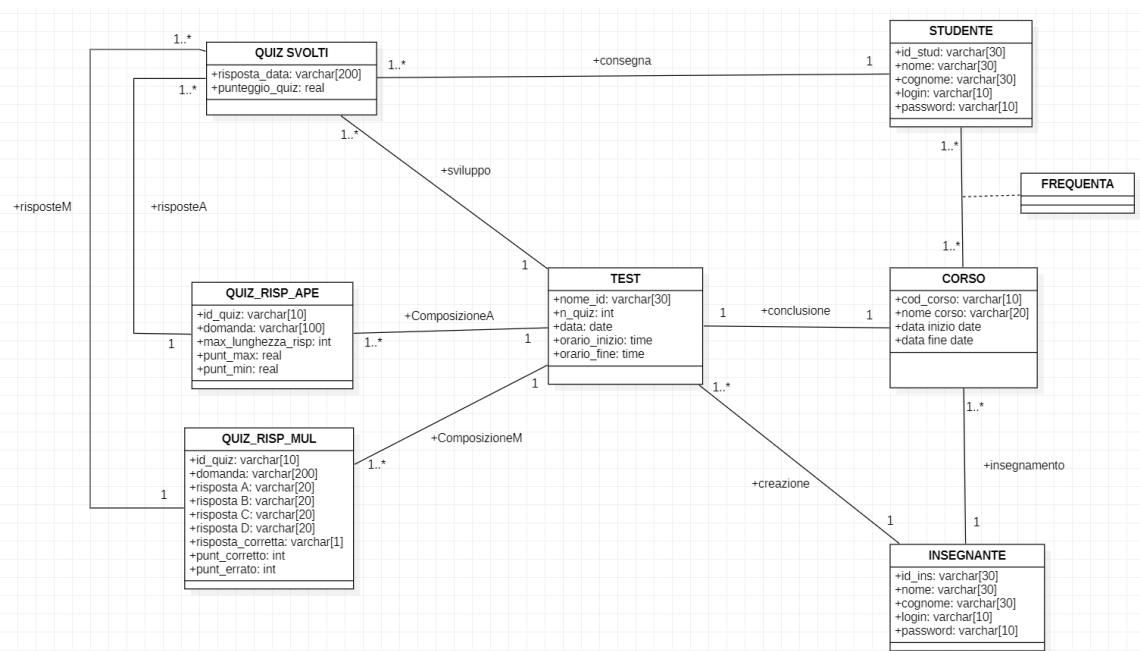 QUIZ SVOLTI
+risposta_data: varchar[200]
+punteggio_quiz: real
1..*
1..*
1..*
1..*
+consegna
1
STUDENTE
+id_stud: varchar[30]
+nome: varchar[30]
+cognome: varchar[30]
+login: varchar[10]
+password: varchar[10]
1..*
FREQUENTA
1..*
+sviluppo
1
+risposteM
+risposteA
QUIZ_RISP_APE
+id_quiz: varchar[10]
+domanda: varchar[100]
+max_lunghezza_risp: int
+punt_max: real
+punt_min: real
1
+ComposizioneA
1..*
1
TEST
+nome_id: varchar[30]
+n_quiz: int
+data: date
+orario_inizio: time
+orario_fine: time
1
+conclusione
1
CORSO
+cod_corso: varchar[10]
+nome corso: varchar[20]
+data inizio date
+data fine date
1
+ComposizioneM
1..*
QUIZ_RISP_MUL
+id_quiz: varchar[10]
+domanda: varchar[200]
+risposta A: varchar[20]
+risposta B: varchar[20]
+risposta C: varchar[20]
+risposta D: varchar[20]
+risposta_corretta: varchar[1]
+punt_corretto: int
+punt_errato: int
1
1..*
+creazione
1
1..*
+insegnamento
1
INSEGNANTE
+id_ins: varchar[30]
+nome: varchar[30]
+cognome: varchar[30]
+login: varchar[10]
+password: varchar[10]